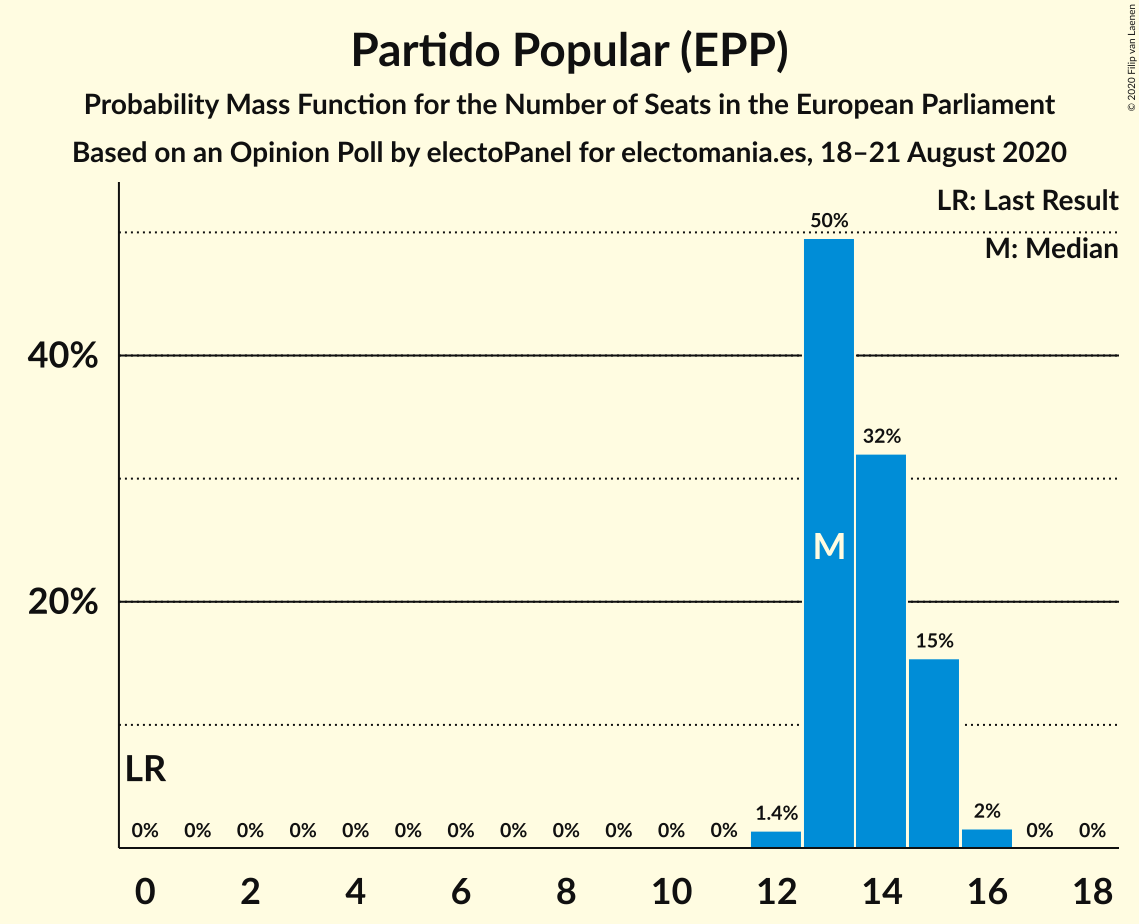 Partido Popular (EPP)
Probability Mass Function for the Number of Seats in the European Parliament
Based on an Opinion Poll by electoPanel for electomania.es, 18–21 August 2020
© 2020 Filip van Laenen
LR: Last Result
M: Median
50%
40%
32%
M
20%
15%
LR
0% 0% 0% 0% 0% 0% 0% 0% 0% 0% 0% 0% 1.4% 2% 0% 0%
0 2 4 6 8 10 12 14 16 18